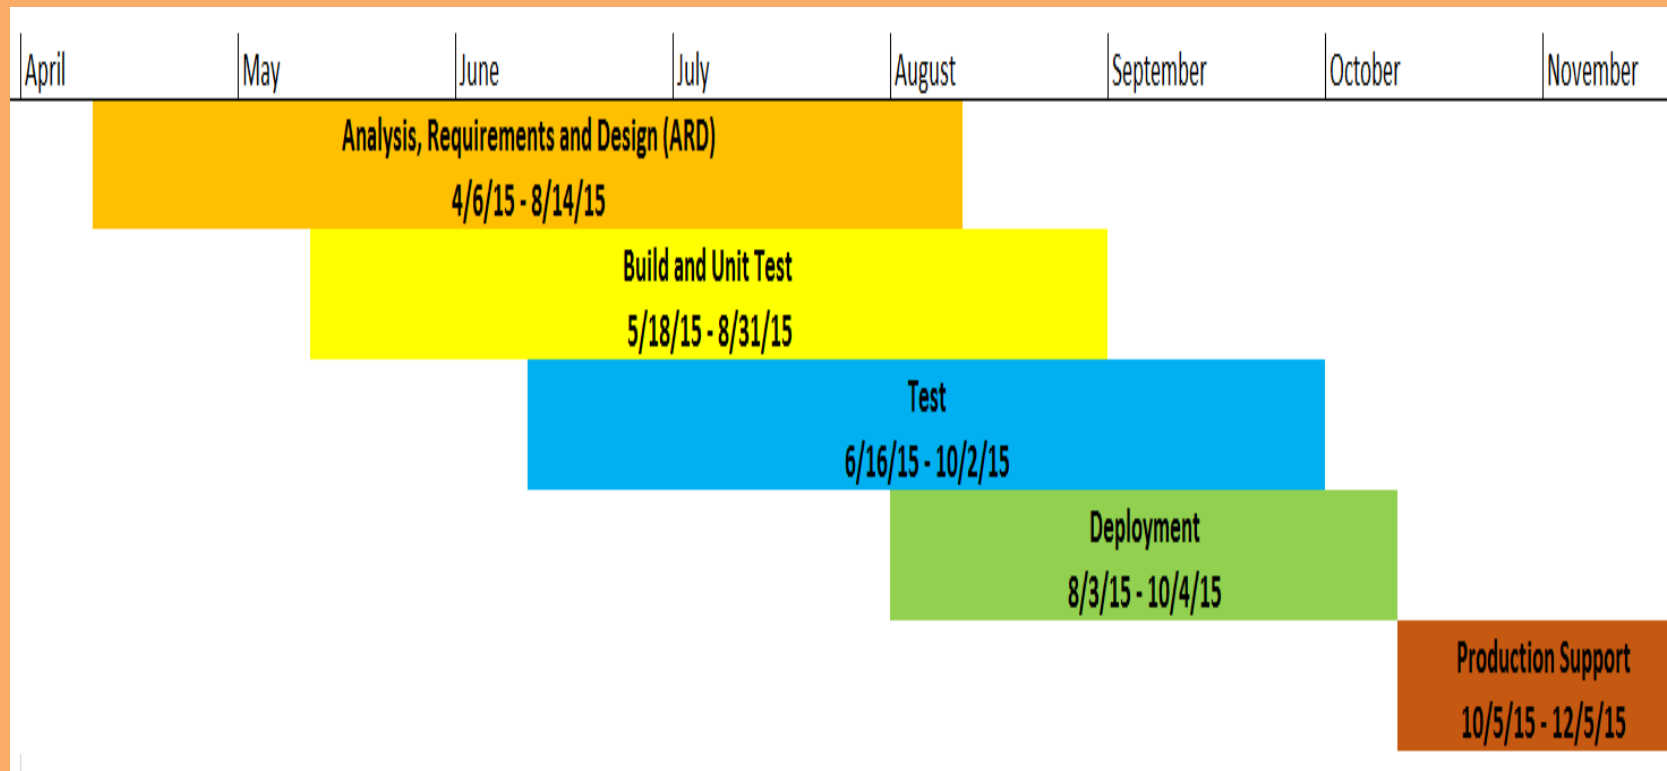 April May June July August September October November
Analysis, Requirements and Design (ARD)
4/6/15 - 8/14/15
Build and Unit Test
5/18/15 - 8/31/15
Test
6/16/15 - 10/2/15
Deployment
8/3/15 - 10/4/15
Production Support
10/5/15 - 12/5/15